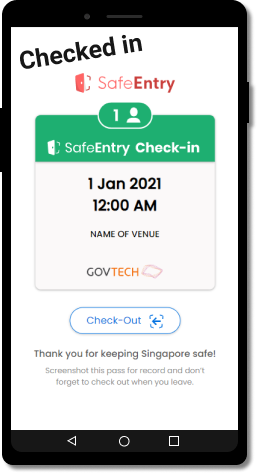 Checked in
SafeEntry
1
SafeEntry Check-in
1 Jan 2021
12:00 AM
NAME OF VENUE
GOVTECH
Check-Out
Thank you for keeping Singapore safe!
Screenshot this pass for record and don't
forget to check out when you leave.